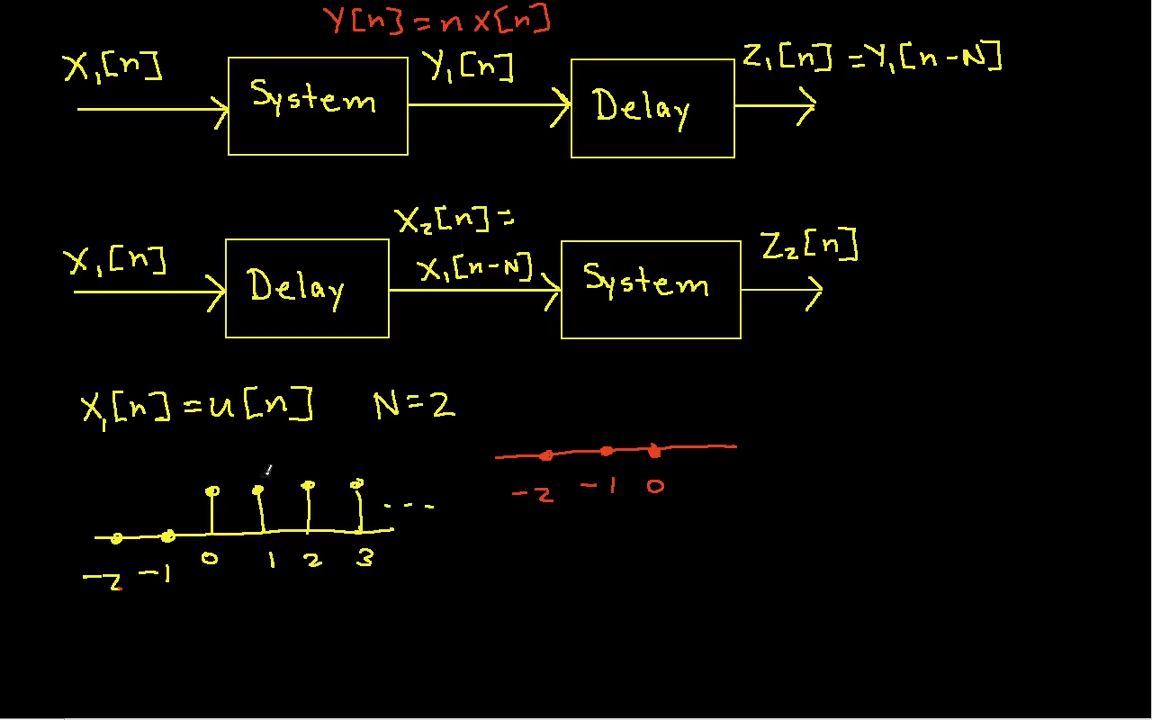 Y[n] = n X[n]
X₁[n] Y₁[n] Z₁[n] = Y₁[n-N]
System Delay
X₂[n] =
X₁[n] X₁[n-N] Z₂[n]
Delay System
X₁[n] = u[n] N = 2
-2 -1 0
...
-2 -1 0 1 2 3